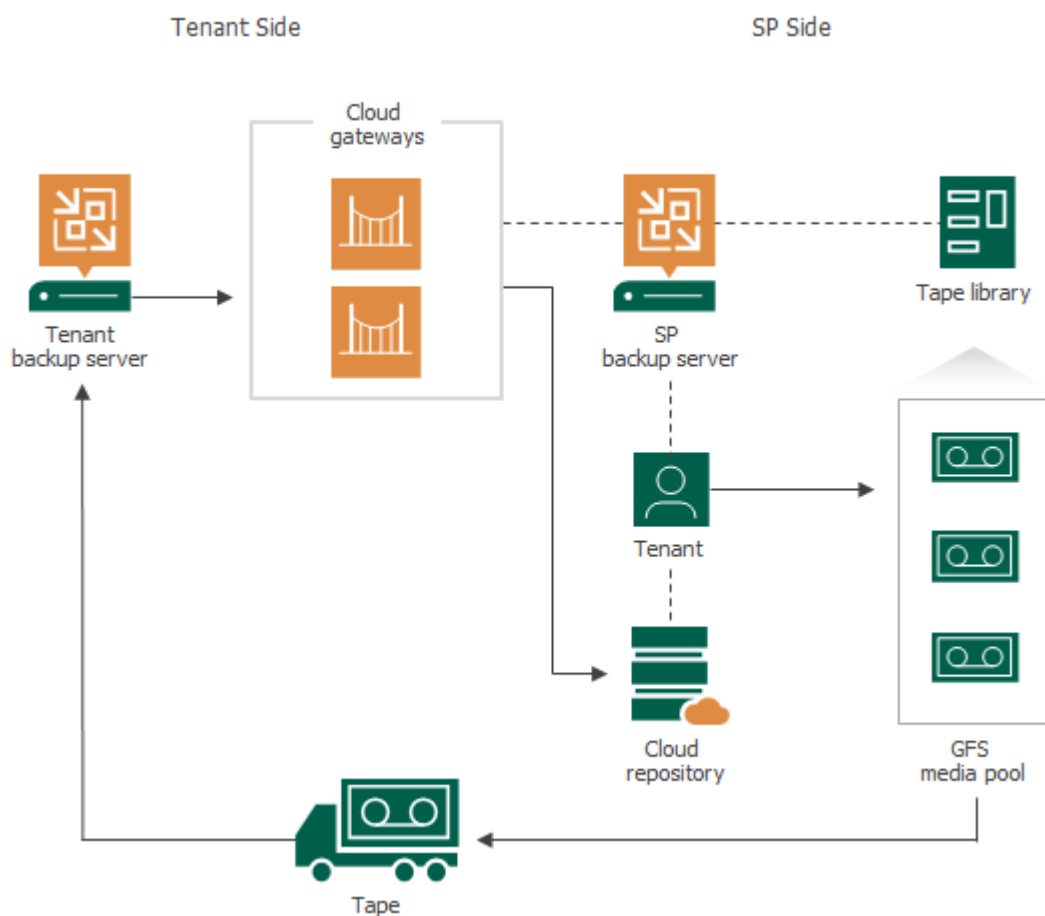 Tenant Side
SP Side
Cloud
gateways
Tenant
backup server
SP
backup server
Tape library
Tenant
Cloud
repository
GFS
media pool
Tape